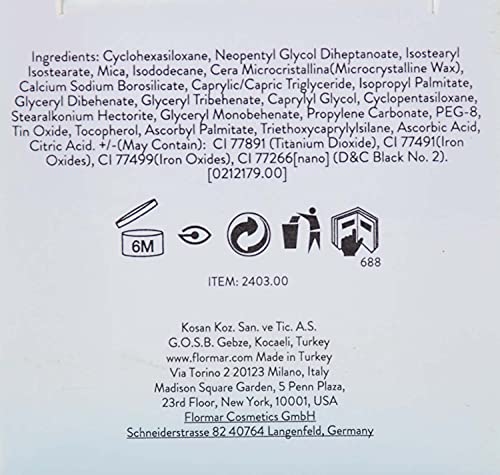 Ingredients: Cyclohexasiloxane, Neopentyl Glycol Diheptanoate, Isostearyl
Isostearate, Mica, Isododecane, Cera Microcristallina(Microcrystalline Wax),
Calcium Sodium Borosilicate, Caprylic/Capric Triglyceride, Isopropyl Palmitate,
Glyceryl Dibehenate, Glyceryl Tribehenate, Caprylyl Glycol, Cyclopentasiloxane,
Stearalkonium Hectorite, Glyceryl Monobehenate, Propylene Carbonate, PEG-8,
Tin Oxide, Tocopherol, Ascorbyl Palmitate, Triethoxycaprylylsilane, Ascorbic Acid,
Citric Acid. +/-(May Contain): CI 77891 (Titanium Dioxide), CI 77491(Iron
Oxides), CI 77499(Iron Oxides), CI 77266[nano] (D&C Black No. 2).
[0212179.00]
6M
688
ITEM: 2403.00
Kosan Koz. San. ve Tic. A.S.
G.O.S.B. Gebze, Kocaeli, Turkey
www.flormar.com Made in Turkey
Via Torino 2 20123 Milano, Italy
Madison Square Garden, 5 Penn Plaza,
23rd Floor, New York, 10001, USA
Flormar Cosmetics GmbH
Schneiderstrasse 82 40764 Langenfeld, Germany